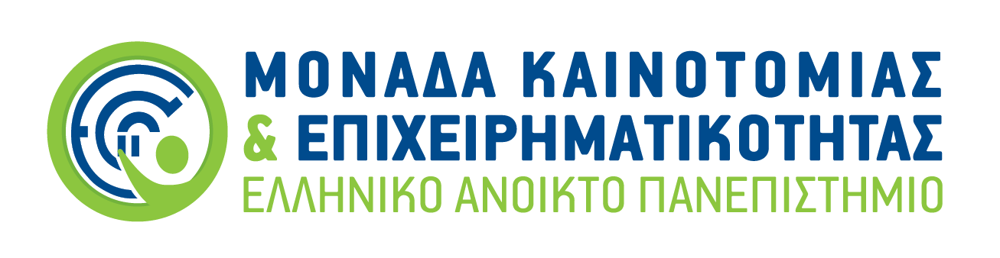 ΜΟΝΑΔΑ ΚΑΙΝΟΤΟΜΙΑΣ
& ΕΠΙΧΕΙΡΗΜΑΤΙΚΟΤΗΤΑΣ
ΕΛΛΗΝΙΚΟ ΑΝΟΙΚΤΟ ΠΑΝΕΠΙΣΤΗΜΙΟ